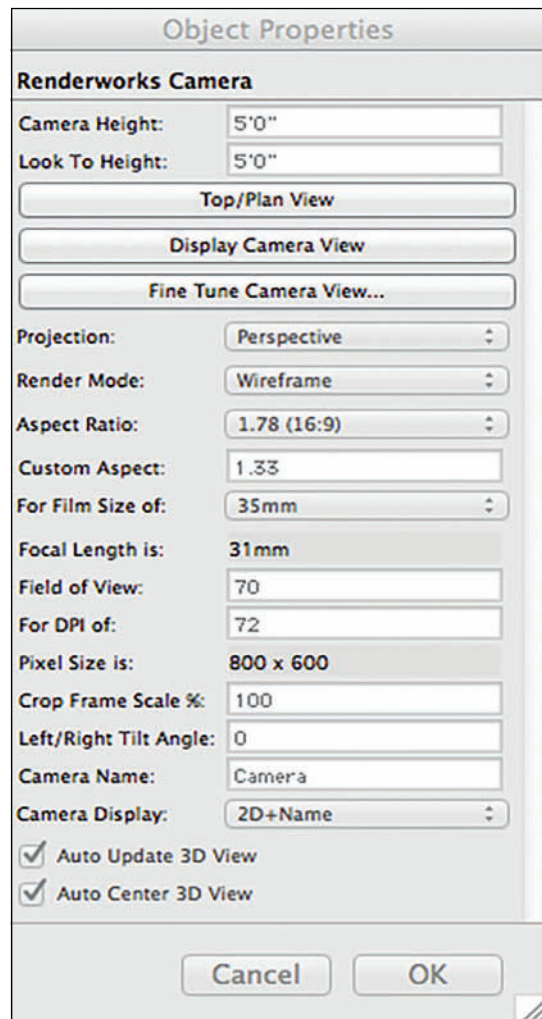 Object Properties
Renderworks Camera
Camera Height: 5'0"
Look To Height: 5'0"
Top/Plan View
Display Camera View
Fine Tune Camera View...
Projection: Perspective
Render Mode: Wireframe
Aspect Ratio: 1.78 (16:9)
Custom Aspect: 1.33
For Film Size of: 35mm
Focal Length is: 31mm
Field of View: 70
For DPI of: 72
Pixel Size is: 800 x 600
Crop Frame Scale %: 100
Left/Right Tilt Angle: 0
Camera Name: Camera
Camera Display: 2D+Name
Auto Update 3D View
Auto Center 3D View
Cancel OK